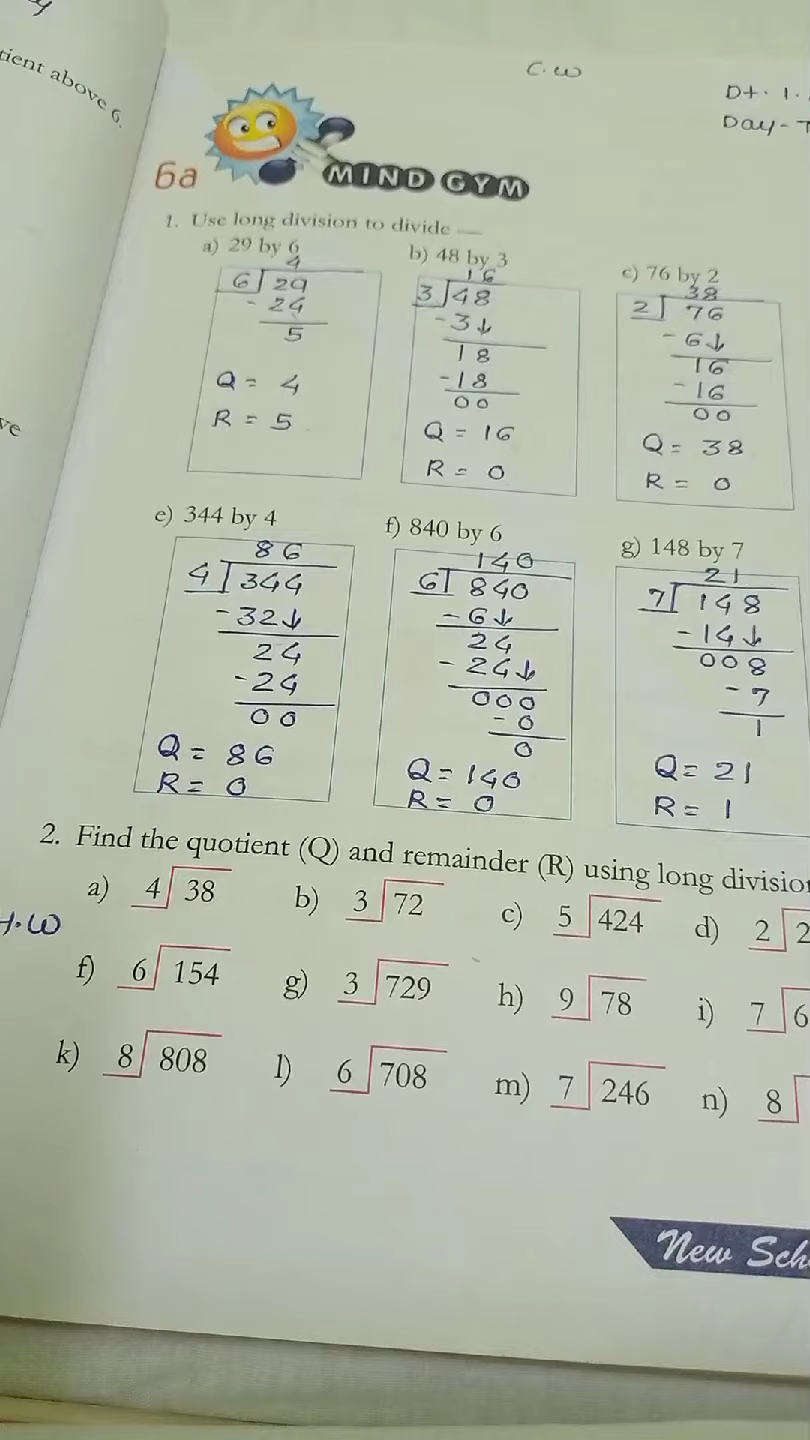 tient above 6.
C.W
Dt. 1.
Day -
6a MIND GYM
1. Use long division to divide —
a) 29 by 6
4
6 29
- 24
5
Q = 4
R = 5
b) 48 by 3
16
3 48
- 3↓
18
- 18
00
Q = 16
R = 0
c) 76 by 2
38
2 76
- 6↓
16
- 16
00
Q = 38
R = 0
e) 344 by 4
86
4 344
- 32↓
24
- 24
00
Q = 86
R = 0
f) 840 by 6
140
6 840
- 6↓
24
- 24↓
000
- 0
0
Q = 140
R = 0
g) 148 by 7
21
7 148
- 14↓
008
- 7
1
Q = 21
R = 1
2. Find the quotient (Q) and remainder (R) using long divisio
a) 4 38 b) 3 72 c) 5 424 d) 2 2
H.W
f) 6 154 g) 3 729 h) 9 78 i) 7 6
k) 8 808 l) 6 708 m) 7 246 n) 8
New Sch